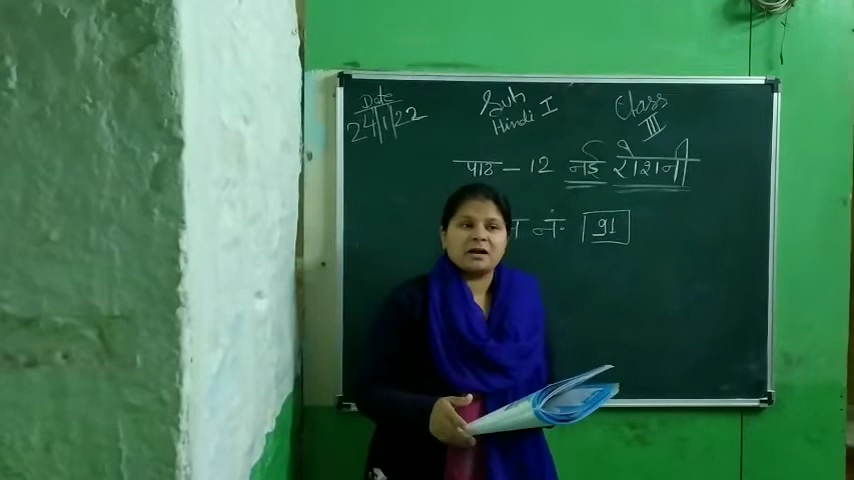 Date
24/1/22
Sub
Hindi I
Class
III
पाठ - 12 नई रोशनी
नं. 91